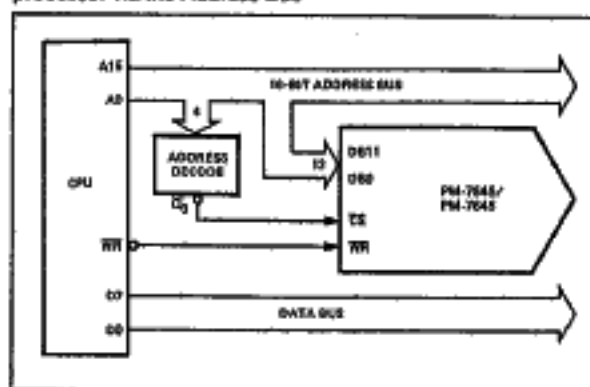 processor via the Address Bus
A15
16-BIT ADDRESS BUS
A0
4
ADDRESS
DECODE
12
DB11
DB0
CPU
PM-7645/
PM-7645
CS
WR
WR
D7
DATA BUS
D0